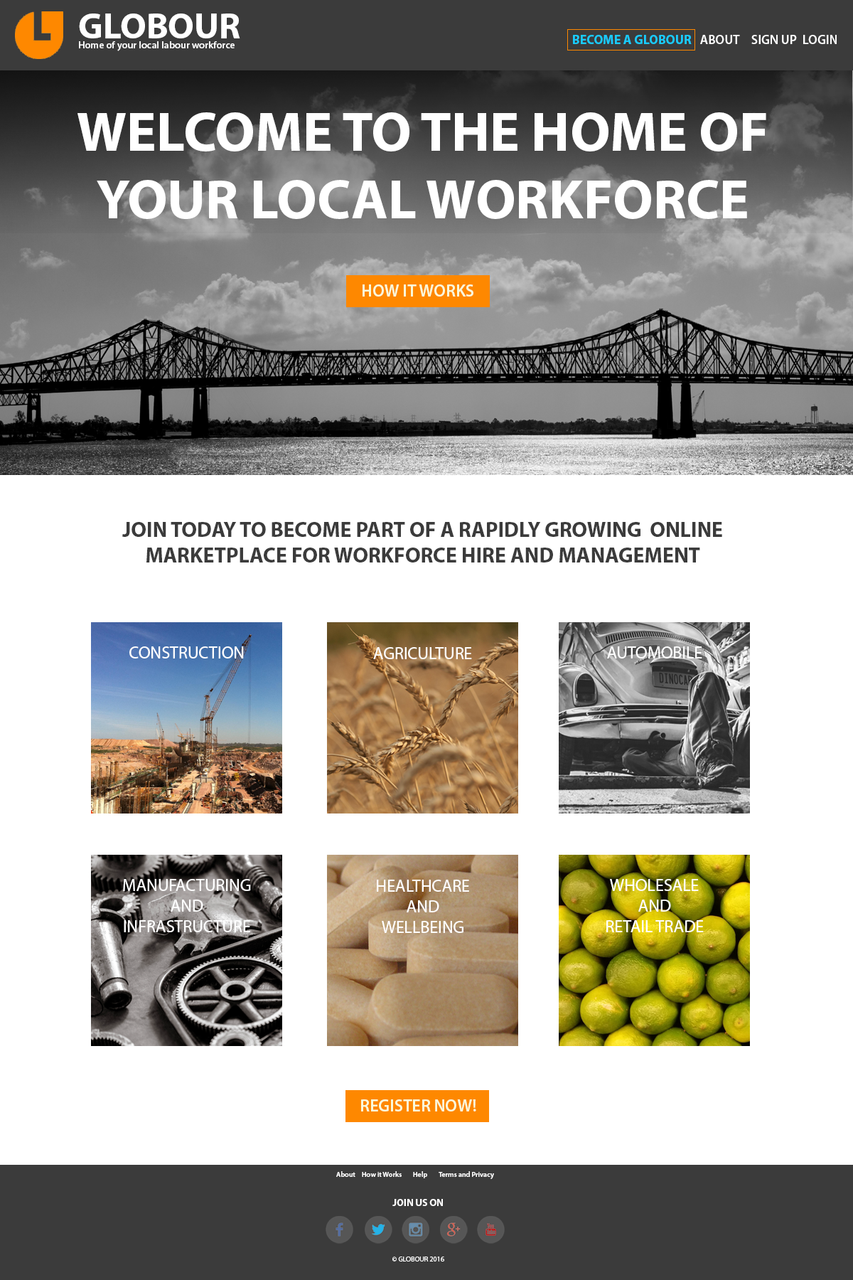 GLOBOUR
Home of your local labour workforce
BECOME A GLOBOUR ABOUT SIGN UP LOGIN
WELCOME TO THE HOME OF
YOUR LOCAL WORKFORCE
HOW IT WORKS
JOIN TODAY TO BECOME PART OF A RAPIDLY GROWING ONLINE
MARKETPLACE FOR WORKFORCE HIRE AND MANAGEMENT
CONSTRUCTION
AGRICULTURE
AUTOMOBILE
DINOCAR
MANUFACTURING
AND
INFRASTRUCTURE
HEALTHCARE
AND
WELLBEING
WHOLESALE
AND
RETAIL TRADE
REGISTER NOW!
About How it Works Help Terms and Privacy
JOIN US ON
© GLOBOUR 2016